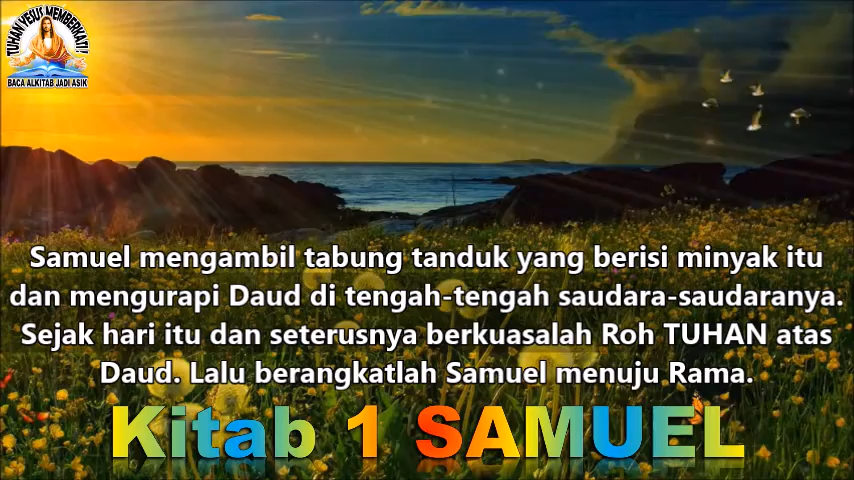 TUHAN YESUS MEMBERKATI
BACA ALKITAB JADI ASIK
Samuel mengambil tabung tanduk yang berisi minyak itu
dan mengurapi Daud di tengah-tengah saudara-saudaranya.
Sejak hari itu dan seterusnya berkuasalah Roh TUHAN atas
Daud. Lalu berangkatlah Samuel menuju Rama.
Kitab 1 SAMUEL